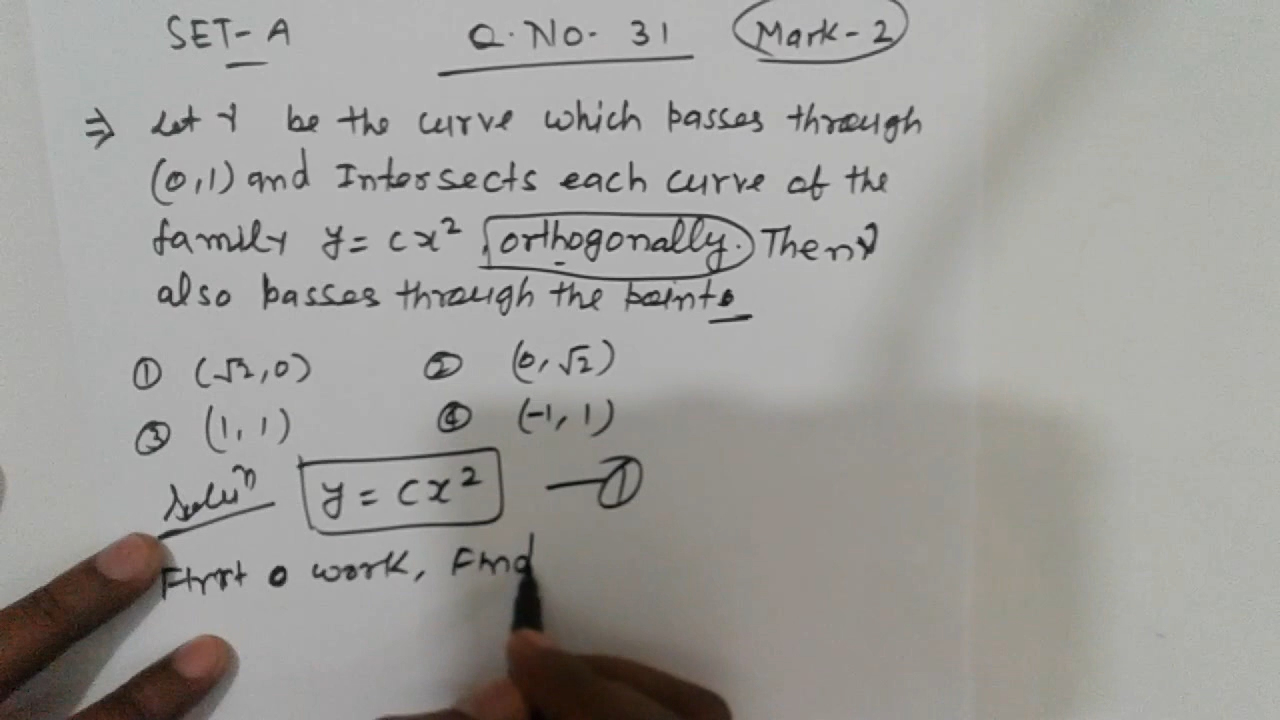 SET-A Q.No- 31 Mark-2
⇒ Let γ be the curve which passes through
(0,1) and Intersects each curve of the
family y = cx² orthogonally. Then γ
also passes through the point
① (√2,0) ② (0,√2)
③ (1,1) ④ (-1,1)
Soluⁿ y = cx² —①
First work, Find